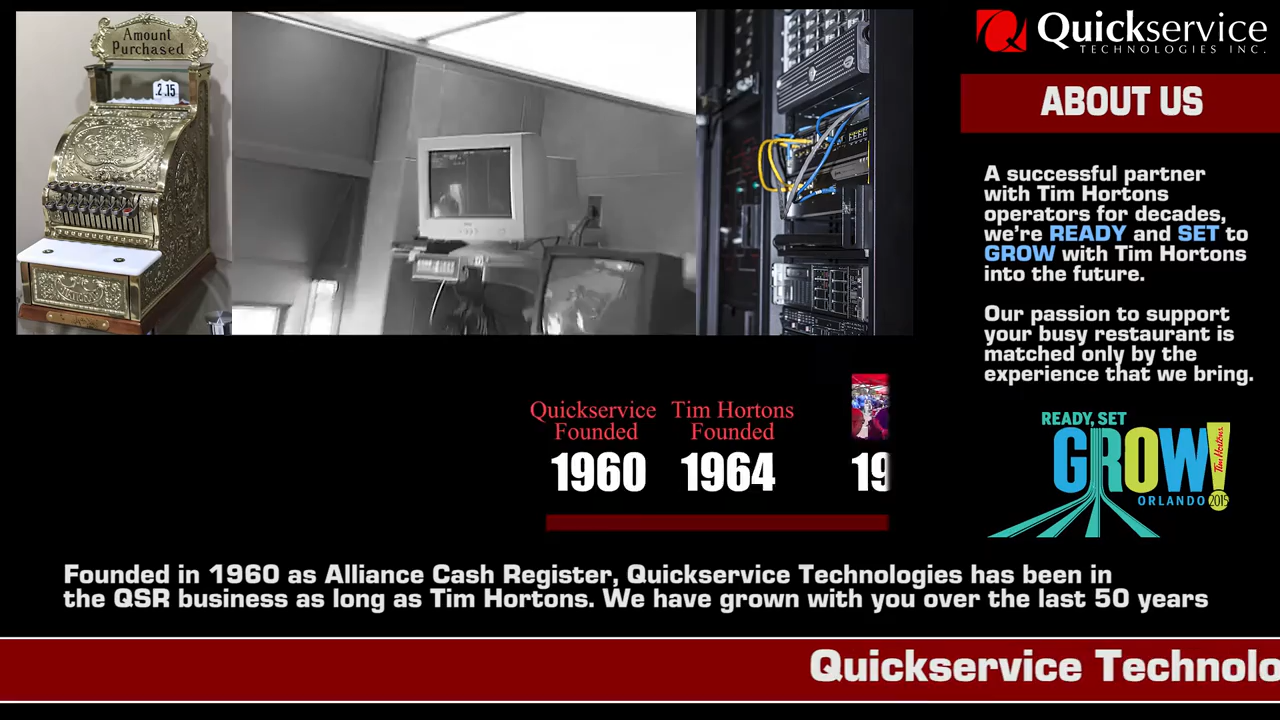 Amount
Purchased
.2 .15
Quickservice
TECHNOLOGIES INC.
ABOUT US
A successful partner
with Tim Hortons
operators for decades,
we're READY and SET to
GROW with Tim Hortons
into the future.
Our passion to support
your busy restaurant is
matched only by the
experience that we bring.
READY, SET
GROW!
Tim Hortons
ORLANDO 2015
Quickservice
Founded
1960
Tim Hortons
Founded
1964
19
Founded in 1960 as Alliance Cash Register, Quickservice Technologies has been in
the QSR business as long as Tim Hortons. We have grown with you over the last 50 years
Quickservice Technolo